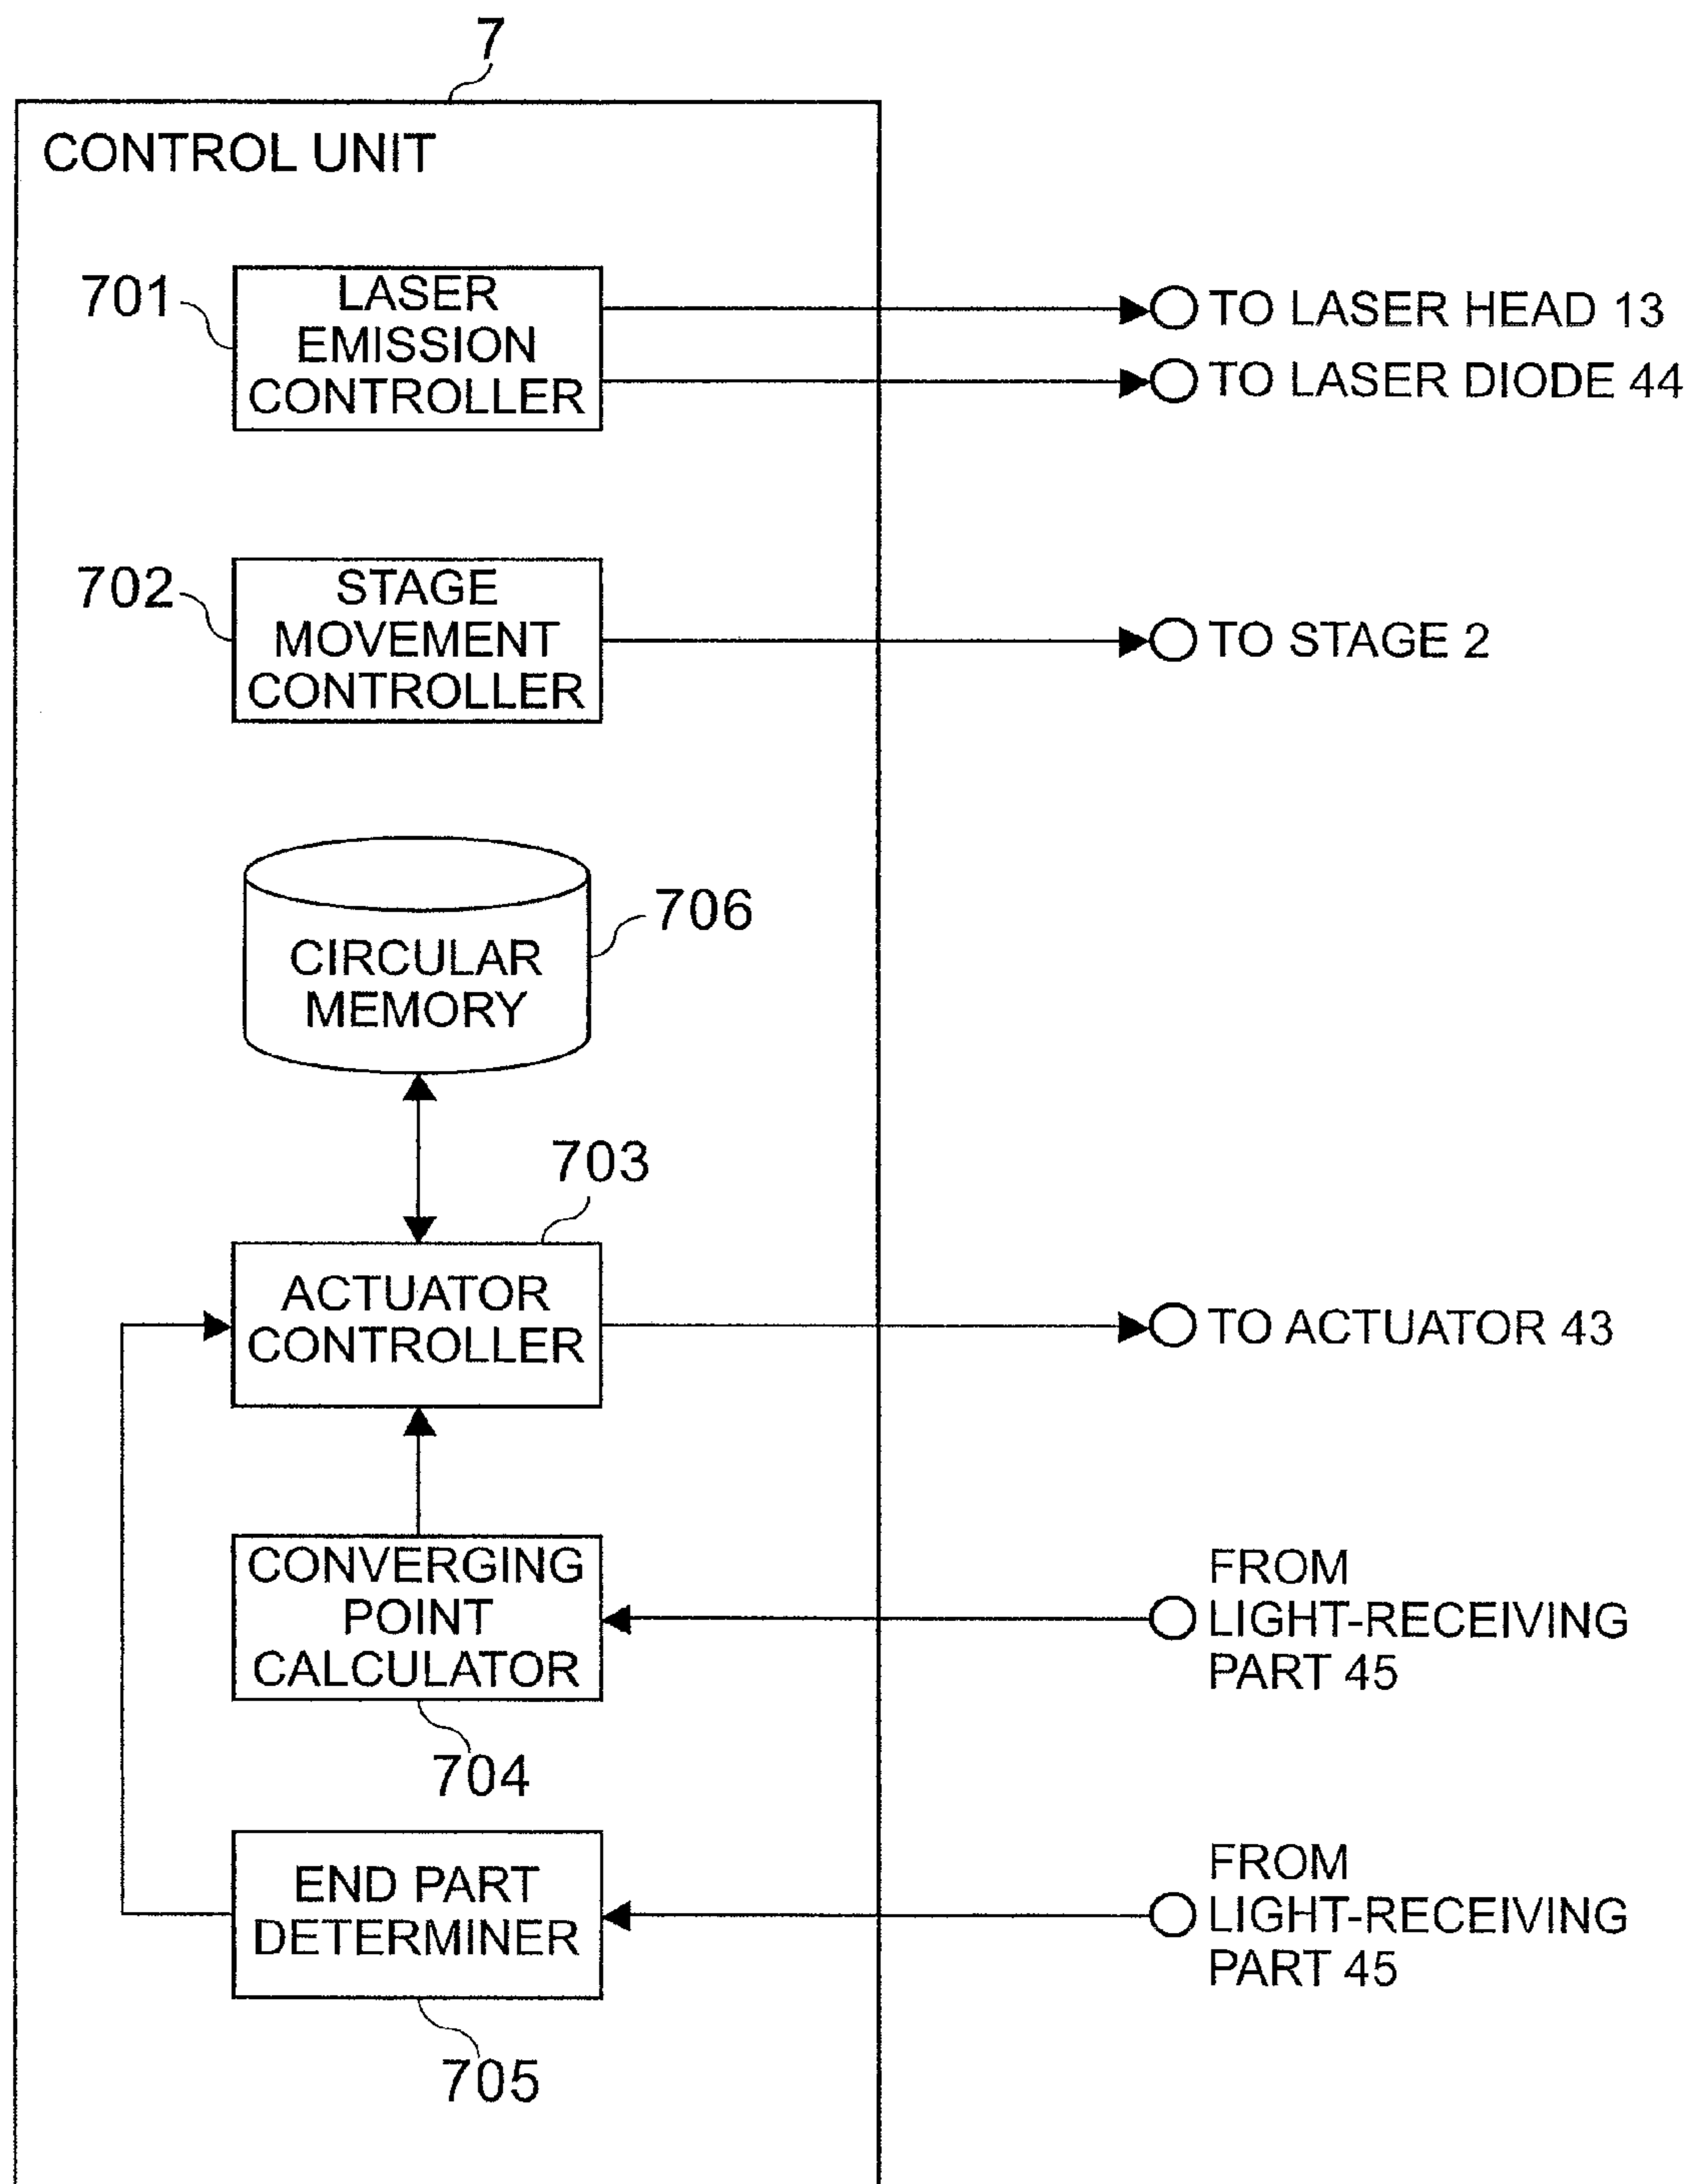 7
CONTROL UNIT
701
LASER
EMISSION
CONTROLLER
TO LASER HEAD 13
TO LASER DIODE 44
702
STAGE
MOVEMENT
CONTROLLER
TO STAGE 2
706
CIRCULAR
MEMORY
703
ACTUATOR
CONTROLLER
TO ACTUATOR 43
CONVERGING
POINT
CALCULATOR
704
FROM
LIGHT-RECEIVING
PART 45
END PART
DETERMINER
705
FROM
LIGHT-RECEIVING
PART 45